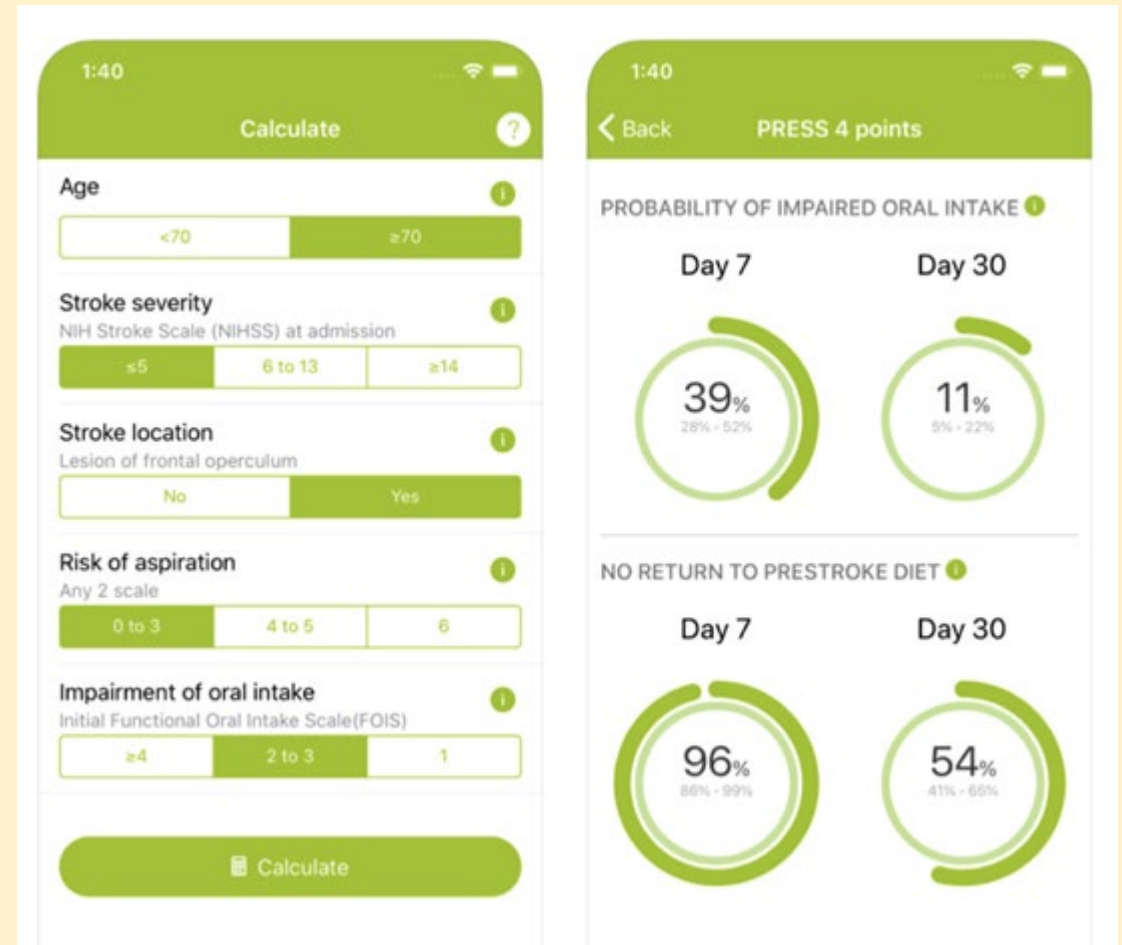 1:40
Calculate
?
Age
<70
≥70
Stroke severity
NIH Stroke Scale (NIHSS) at admission
≤5
6 to 13
≥14
Stroke location
Lesion of frontal operculum
No
Yes
Risk of aspiration
Any 2 scale
0 to 3
4 to 5
6
Impairment of oral intake
Initial Functional Oral Intake Scale(FOIS)
≥4
2 to 3
1
Calculate
1:40
Back
PRESS 4 points
PROBABILITY OF IMPAIRED ORAL INTAKE
Day 7
Day 30
39%
28% - 52%
11%
5% - 22%
NO RETURN TO PRESTROKE DIET
Day 7
Day 30
96%
86% - 99%
54%
41% - 65%